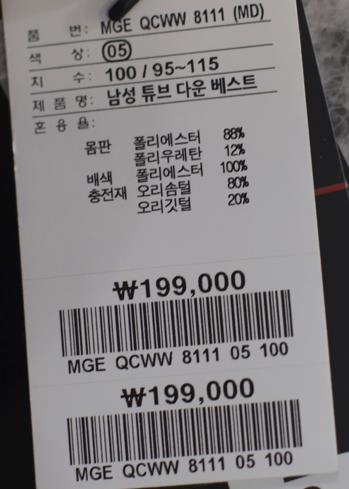 품 번: MGE QCWW 8111 (MD)
색 상: 05
치 수: 100 / 95~115
제 품 명: 남성 튜브 다운 베스트
혼 용 율:
몸판 폴리에스터 88%
폴리우레탄 12%
배색 폴리에스터 100%
충전재 오리솜털 80%
오리깃털 20%
₩199,000
MGE QCWW 8111 05 100
₩199,000
MGE QCWW 8111 05 100